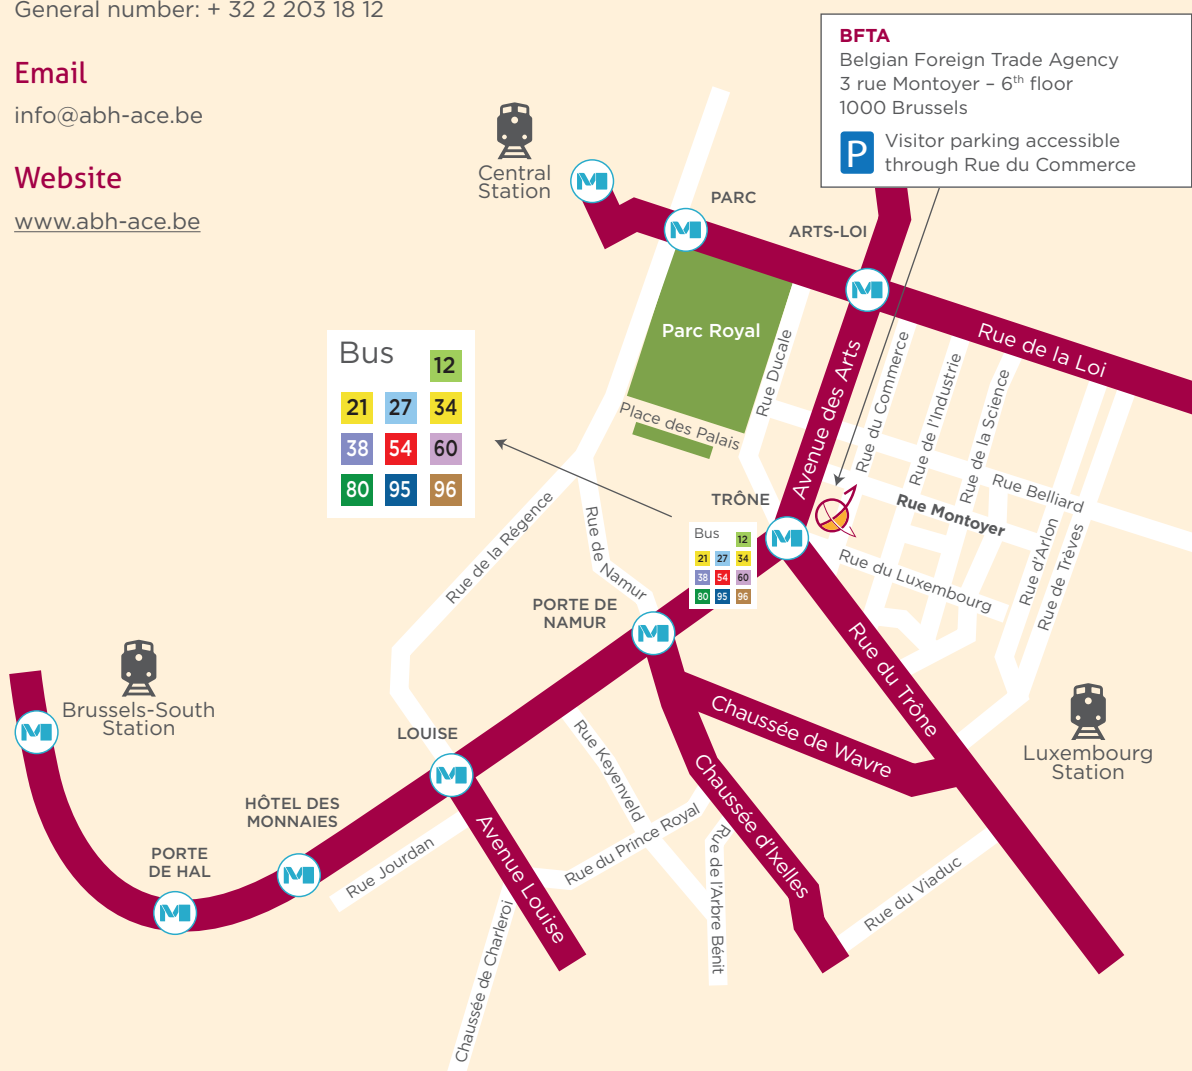 General number: + 32 2 203 18 12
Email
info@abh-ace.be
Website
www.abh-ace.be
BFTA
Belgian Foreign Trade Agency
3 rue Montoyer – 6th floor
1000 Brussels
P
Visitor parking accessible
through Rue du Commerce
Central
Station
PARC
ARTS-LOI
Rue de la Loi
Parc Royal
Place des Palais
Rue Ducale
Avenue des Arts
Rue du Commerce
Rue de l'Industrie
Rue de la Science
Rue Belliard
Rue Montoyer
Rue d'Arlon
Rue de Trèves
Rue du Luxembourg
TRÔNE
Bus
12
21 27 34
38 54 60
80 95 96
Bus
12
21 27 34
38 54 60
80 95 96
Rue de la Régence
Rue de Namur
PORTE DE
NAMUR
Rue du Trône
Chaussée de Wavre
Chaussée d'Ixelles
Luxembourg
Station
Brussels-South
Station
LOUISE
HÔTEL DES
MONNAIES
PORTE
DE HAL
Rue Jourdan
Avenue Louise
Rue Keyenveld
Rue du Prince Royal
Rue de l'Arbre Bénit
Rue du Viaduc
Chaussée de Charleroi
M
M
M
M
M
M
M
M
M